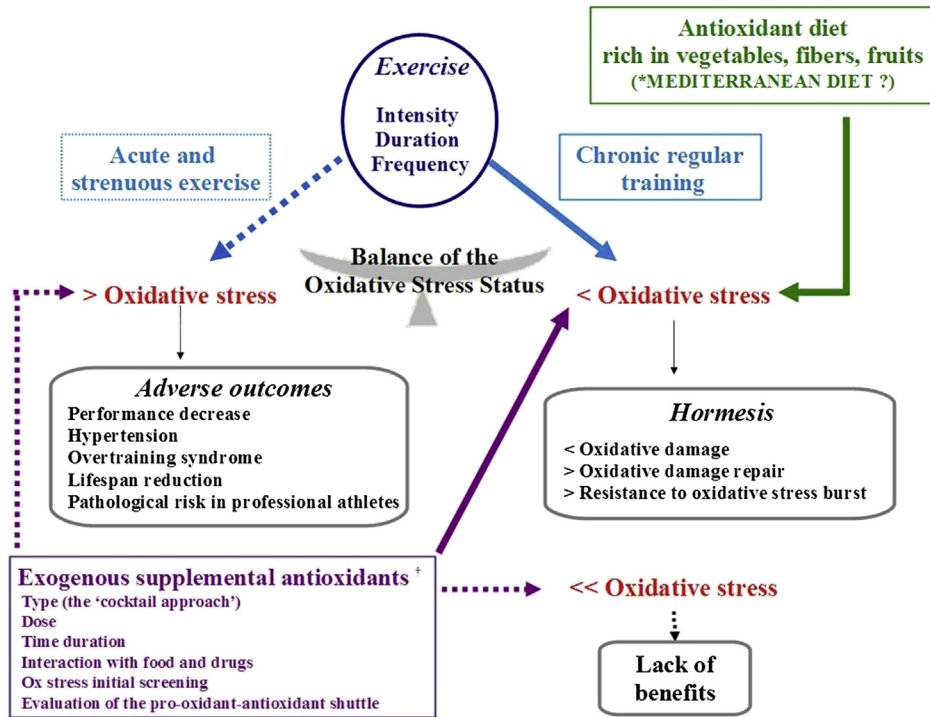 Antioxidant diet
rich in vegetables, fibers, fruits
(*MEDITERRANEAN DIET ?)
Exercise
Intensity
Duration
Frequency
Acute and
strenuous exercise
Chronic regular
training
Balance of the
Oxidative Stress Status
> Oxidative stress
< Oxidative stress
Adverse outcomes
Performance decrease
Hypertension
Overtraining syndrome
Lifespan reduction
Pathological risk in professional athletes
Hormesis
< Oxidative damage
> Oxidative damage repair
> Resistance to oxidative stress burst
Exogenous supplemental antioxidants †
Type (the ‘cocktail approach’)
Dose
Time duration
Interaction with food and drugs
Ox stress initial screening
Evaluation of the pro-oxidant-antioxidant shuttle
<< Oxidative stress
Lack of
benefits